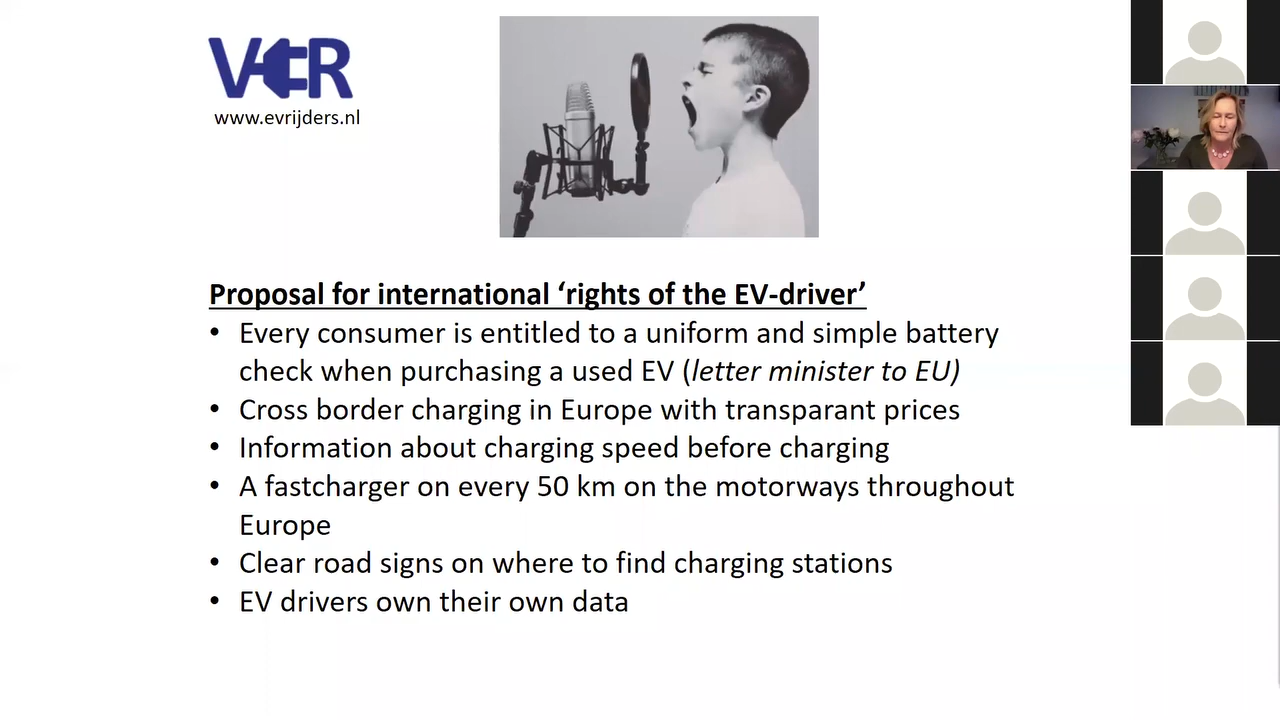 VER
www.evrijders.nl
Proposal for international ‘rights of the EV-driver’
• Every consumer is entitled to a uniform and simple battery
check when purchasing a used EV (letter minister to EU)
• Cross border charging in Europe with transparant prices
• Information about charging speed before charging
• A fastcharger on every 50 km on the motorways throughout
Europe
• Clear road signs on where to find charging stations
• EV drivers own their own data